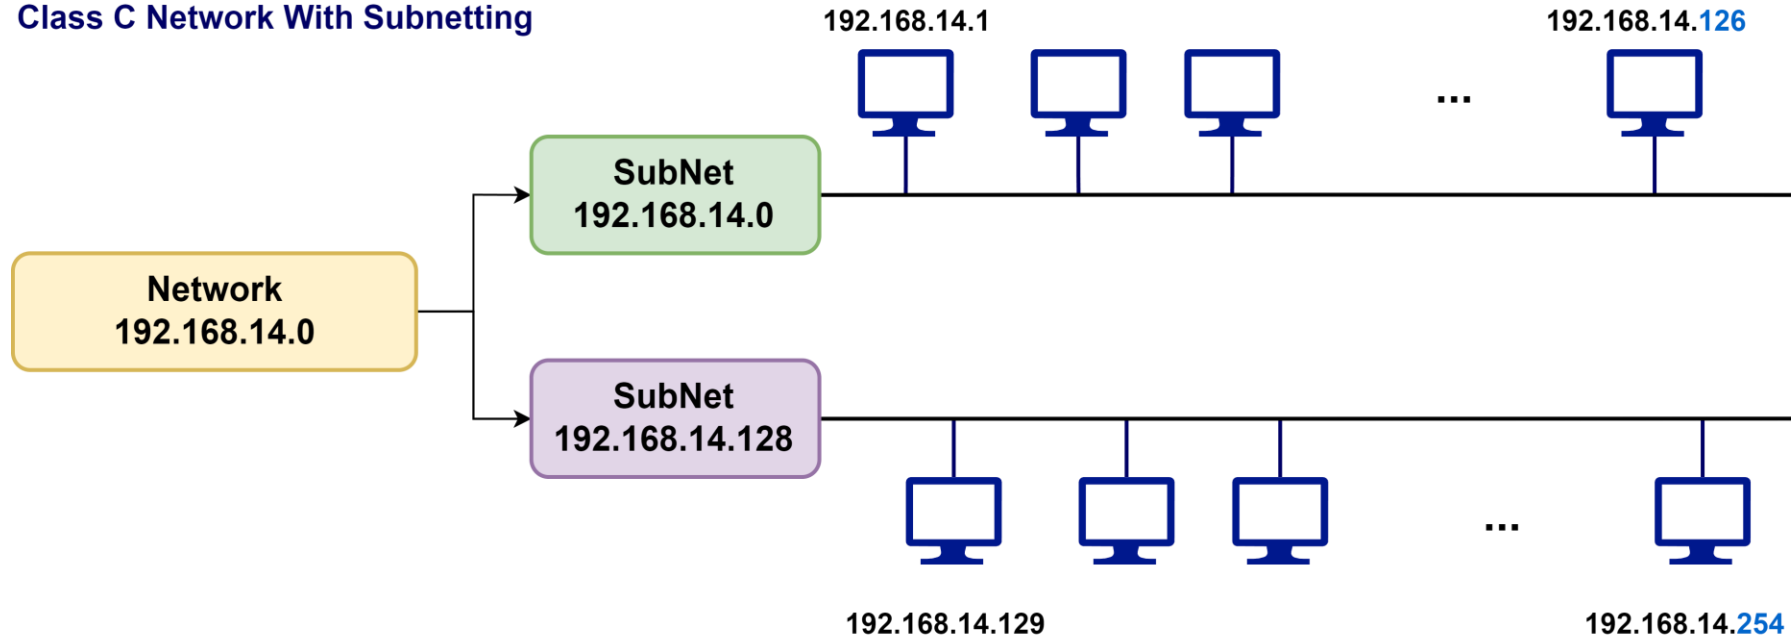 Class C Network With Subnetting
192.168.14.1
192.168.14.126
...
SubNet
192.168.14.0
Network
192.168.14.0
SubNet
192.168.14.128
...
192.168.14.129
192.168.14.254